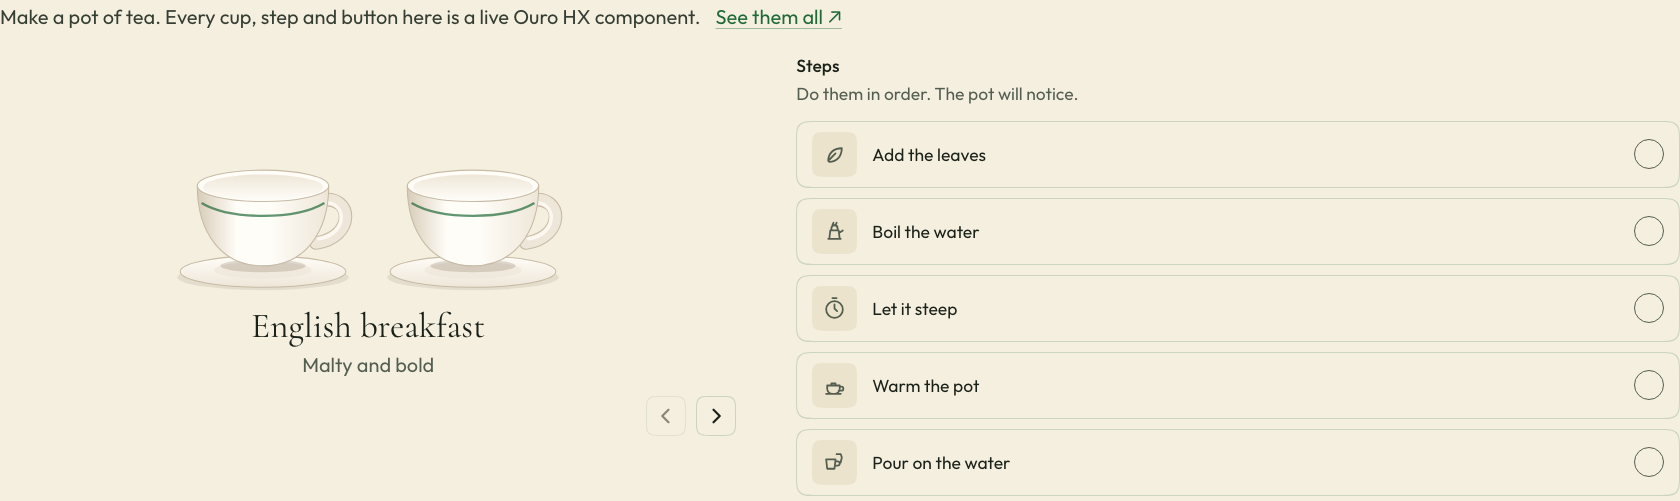 Make a pot of tea. Every cup, step and button here is a live Ouro HX component. See them all
Steps
Do them in order. The pot will notice.
Add the leaves
Boil the water
Let it steep
Warm the pot
Pour on the water
English breakfast
Malty and bold